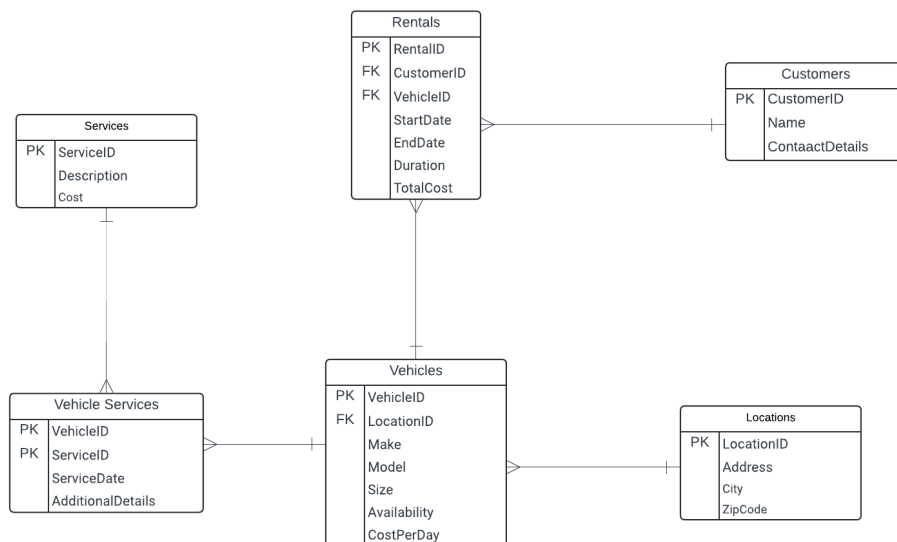 Rentals
PK RentalID
FK CustomerID
FK VehicleID
StartDate
EndDate
Duration
TotalCost
Customers
PK CustomerID
Name
ContaactDetails
Services
PK ServiceID
Description
Cost
Vehicle Services
PK VehicleID
PK ServiceID
ServiceDate
AdditionalDetails
Vehicles
PK VehicleID
FK LocationID
Make
Model
Size
Availability
CostPerDay
Locations
PK LocationID
Address
City
ZipCode